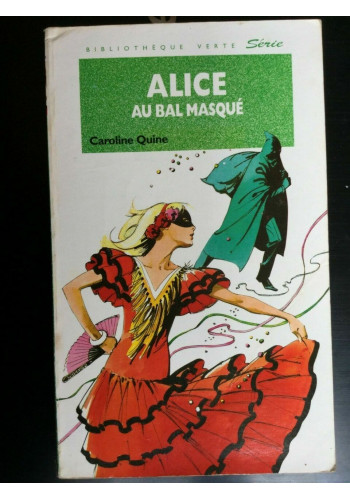 BIBLIOTHÈQUE VERTE Série
ALICE
AU BAL MASQUÉ
Caroline Quine